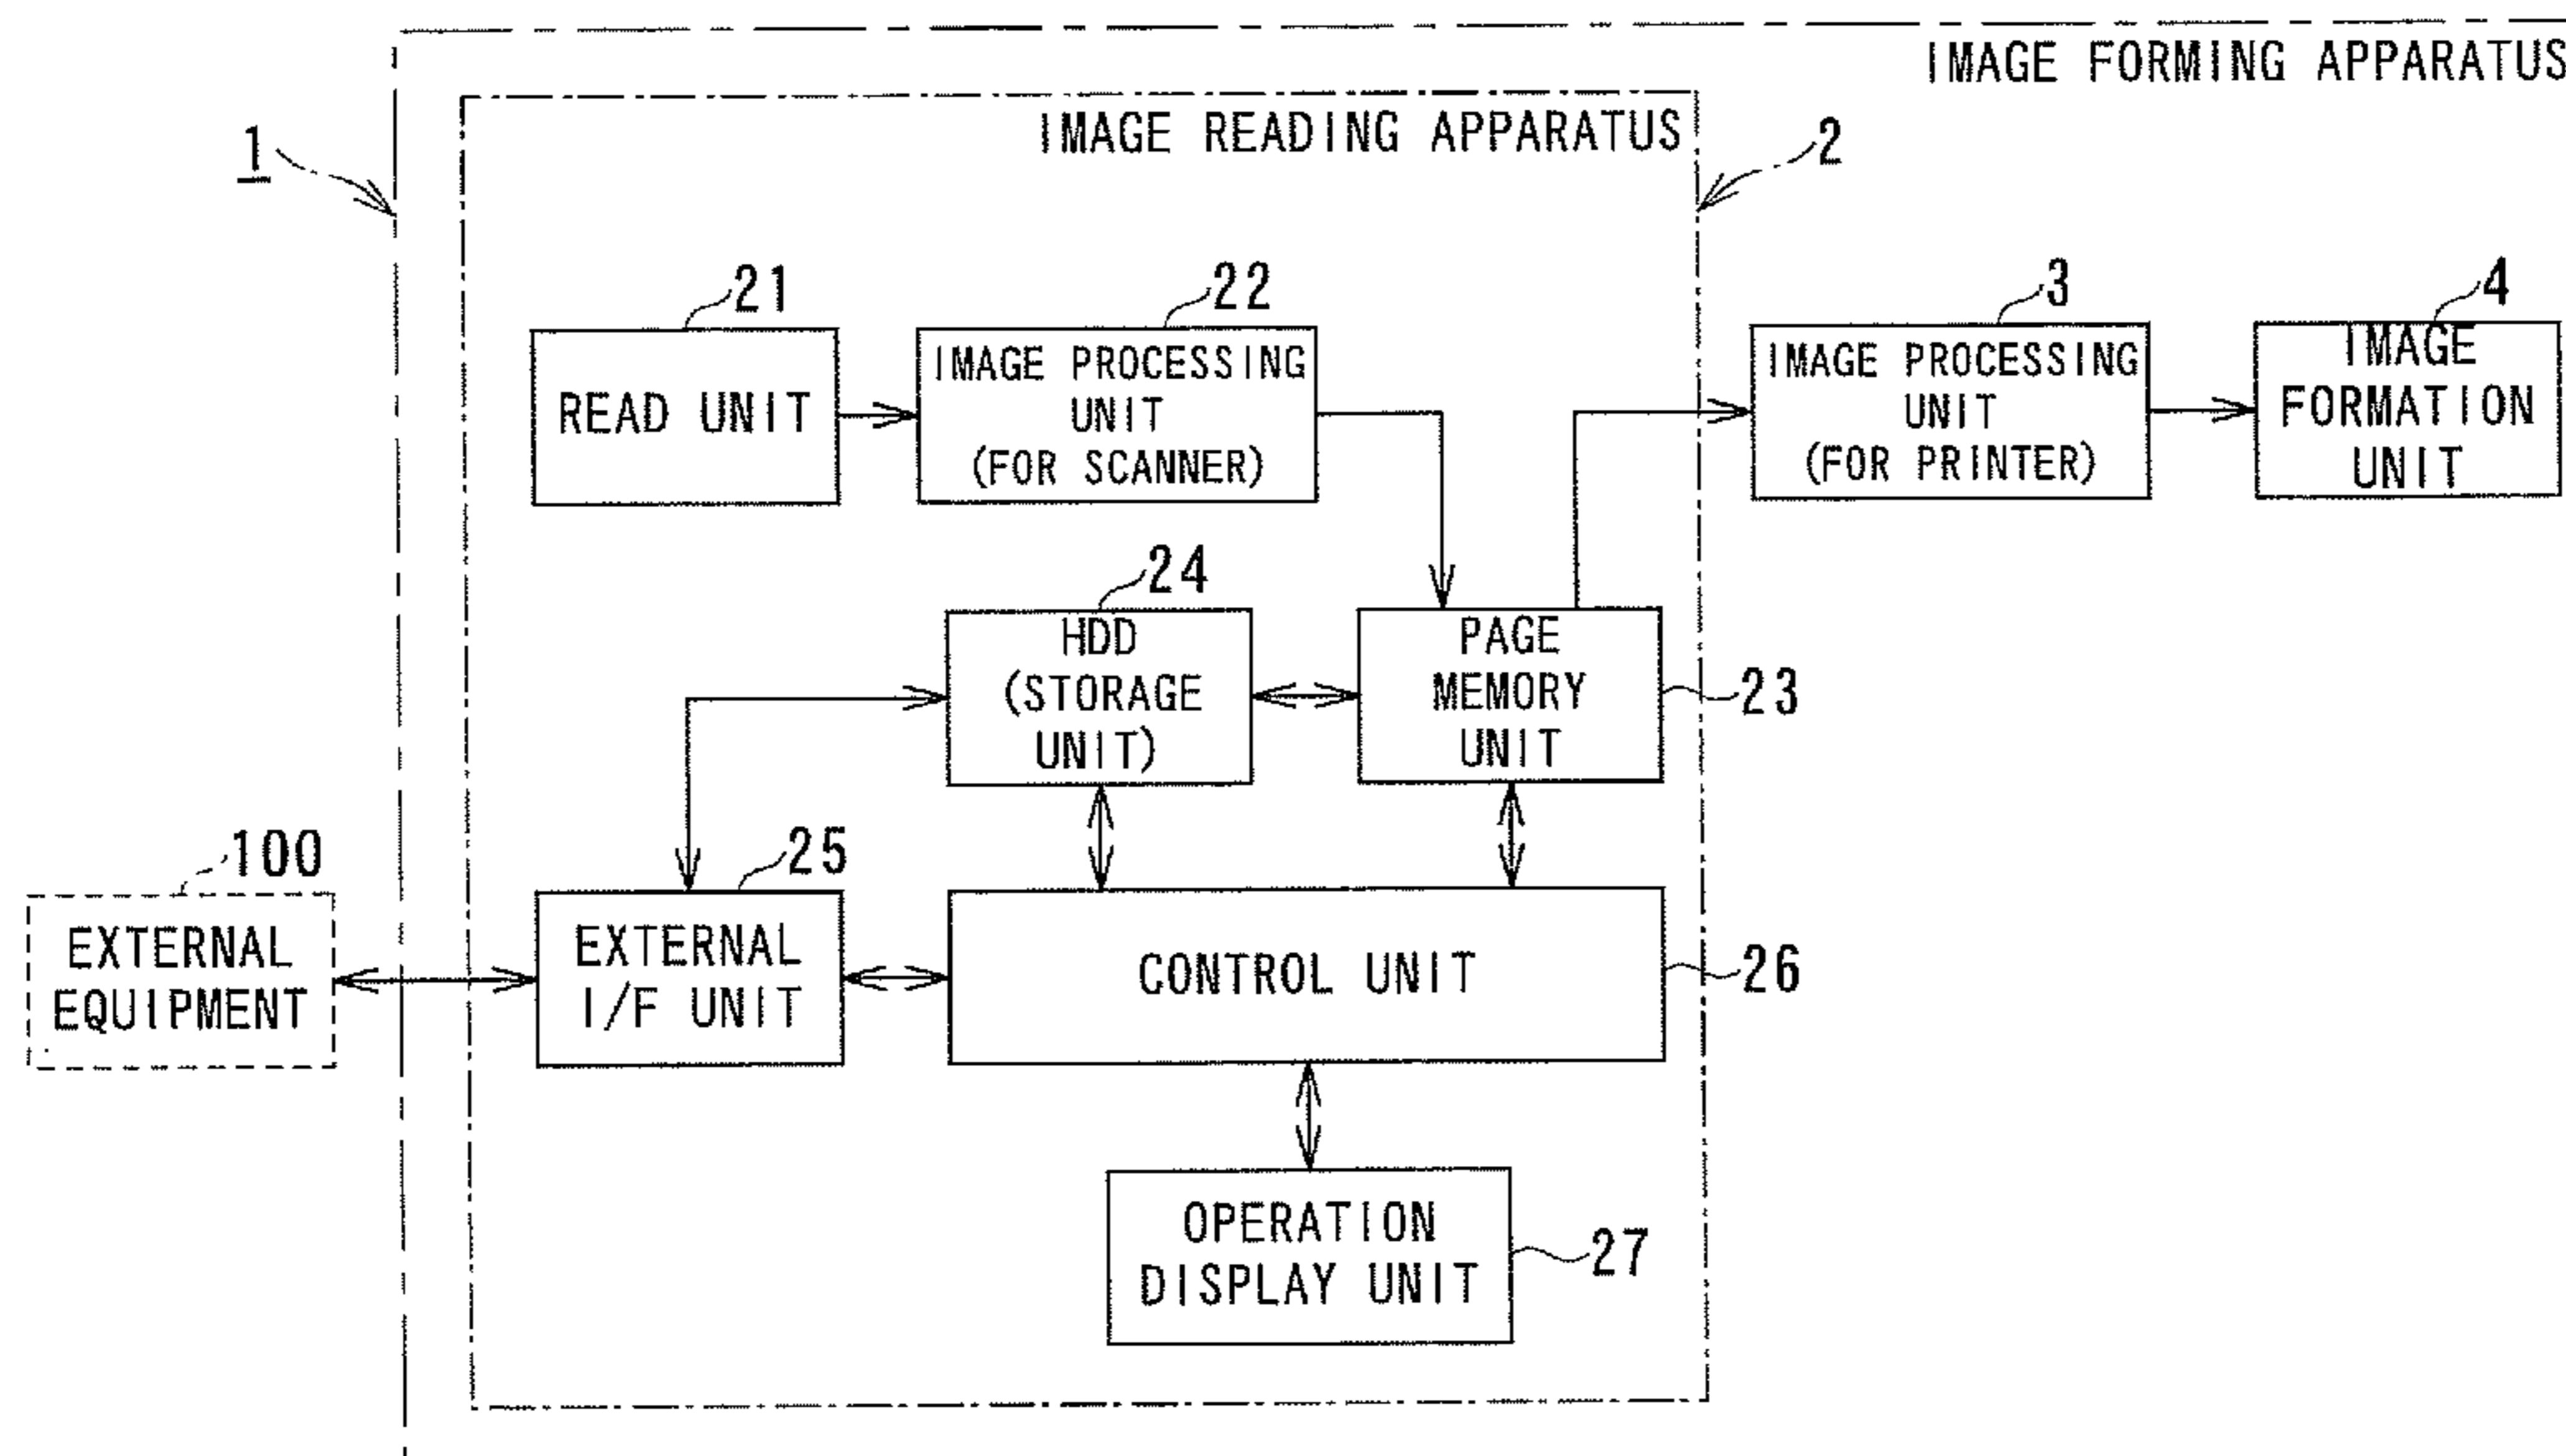 IMAGE FORMING APPARATUS
IMAGE READING APPARATUS
1
2
21
22
3
4
READ UNIT
IMAGE PROCESSING
UNIT
(FOR SCANNER)
IMAGE PROCESSING
UNIT
(FOR PRINTER)
IMAGE
FORMATION
UNIT
24
HDD
(STORAGE
UNIT)
PAGE
MEMORY
UNIT
23
100
EXTERNAL
EQUIPMENT
25
EXTERNAL
I/F UNIT
CONTROL UNIT
26
OPERATION
DISPLAY UNIT
27